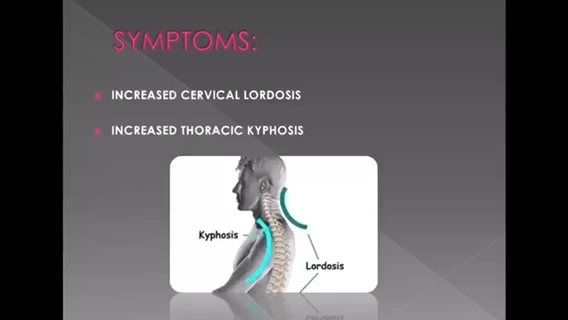 SYMPTOMS:
INCREASED CERVICAL LORDOSIS
INCREASED THORACIC KYPHOSIS
Kyphosis
Lordosis